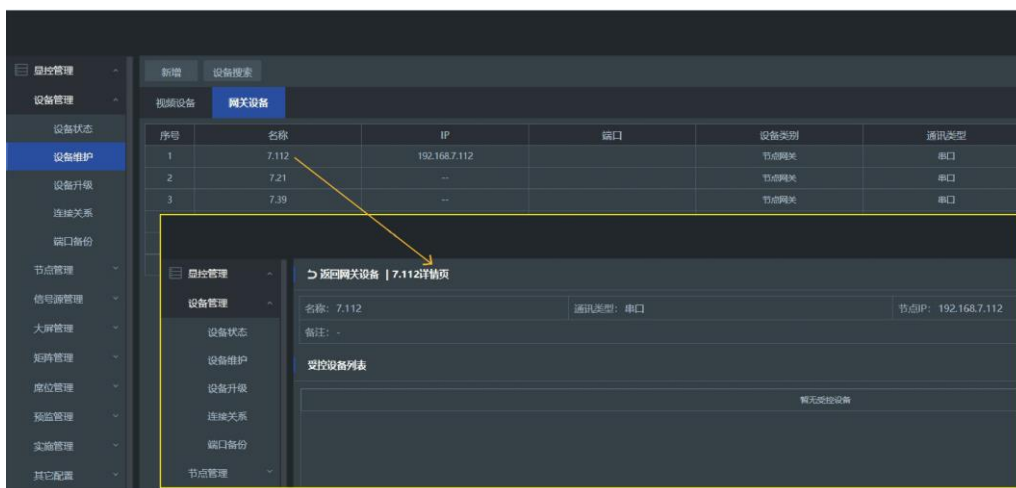 显控管理
新增 设备搜索
设备管理
视频设备 网关设备
设备状态
序号 名称 IP 端口 设备类别 通讯类型
设备维护
1 7.112 192.168.7.112 节点网关 串口
设备升级
2 7.21 -- 节点网关 串口
3 7.39 -- 节点网关 串口
连接关系
端口备份
节点管理
信号源管理
大屏管理
矩阵管理
席位管理
预监管理
实施管理
其它配置
显控管理
返回网关设备 | 7.112详情页
设备管理
名称: 7.112 通讯类型: 串口 节点IP: 192.168.7.112
设备状态
备注: -
设备维护
受控设备列表
设备升级
暂无受控设备
连接关系
端口备份
节点管理